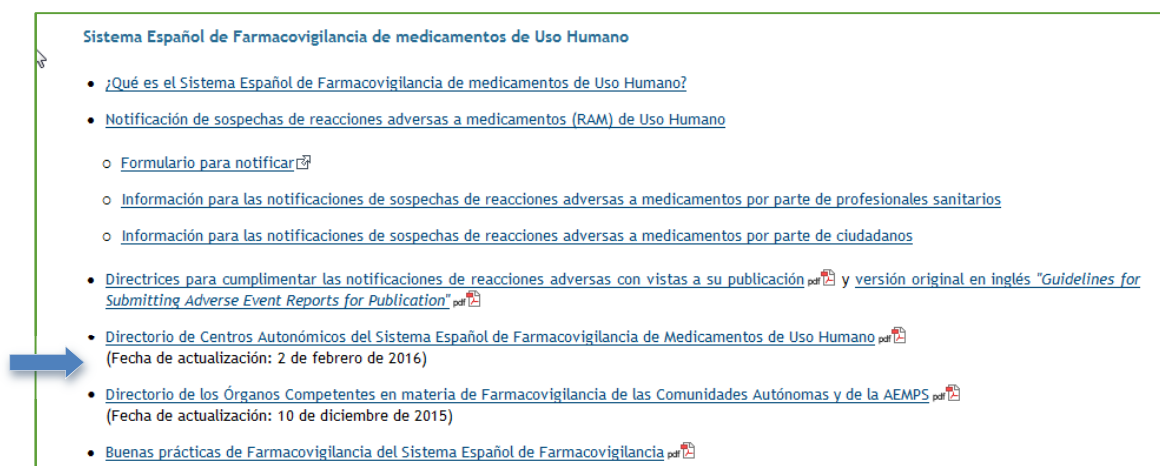 Sistema Español de Farmacovigilancia de medicamentos de Uso Humano
• ¿Qué es el Sistema Español de Farmacovigilancia de medicamentos de Uso Humano?
• Notificación de sospechas de reacciones adversas a medicamentos (RAM) de Uso Humano
o Formulario para notificar
o Información para las notificaciones de sospechas de reacciones adversas a medicamentos por parte de profesionales sanitarios
o Información para las notificaciones de sospechas de reacciones adversas a medicamentos por parte de ciudadanos
• Directrices para cumplimentar las notificaciones de reacciones adversas con vistas a su publicación pdf y versión original en inglés "Guidelines for
Submitting Adverse Event Reports for Publication" pdf
• Directorio de Centros Autonómicos del Sistema Español de Farmacovigilancia de Medicamentos de Uso Humano pdf
(Fecha de actualización: 2 de febrero de 2016)
• Directorio de los Órganos Competentes en materia de Farmacovigilancia de las Comunidades Autónomas y de la AEMPS pdf
(Fecha de actualización: 10 de diciembre de 2015)
• Buenas prácticas de Farmacovigilancia del Sistema Español de Farmacovigilancia pdf